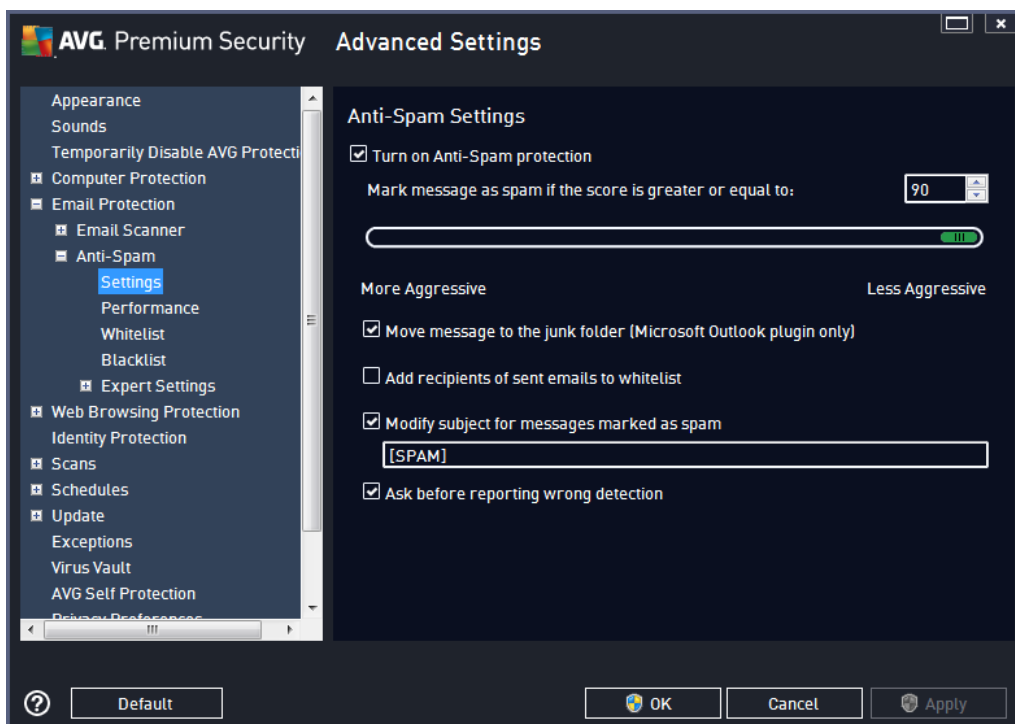 AVG. Premium Security Advanced Settings
Appearance
Sounds
Temporarily Disable AVG Protecti
Computer Protection
Email Protection
Email Scanner
Anti-Spam
Settings
Performance
Whitelist
Blacklist
Expert Settings
Web Browsing Protection
Identity Protection
Scans
Schedules
Update
Exceptions
Virus Vault
AVG Self Protection
Privacy Preferences
Anti-Spam Settings
Turn on Anti-Spam protection
Mark message as spam if the score is greater or equal to: 90
More Aggressive Less Aggressive
Move message to the junk folder (Microsoft Outlook plugin only)
Add recipients of sent emails to whitelist
Modify subject for messages marked as spam
[SPAM]
Ask before reporting wrong detection
? Default OK Cancel Apply